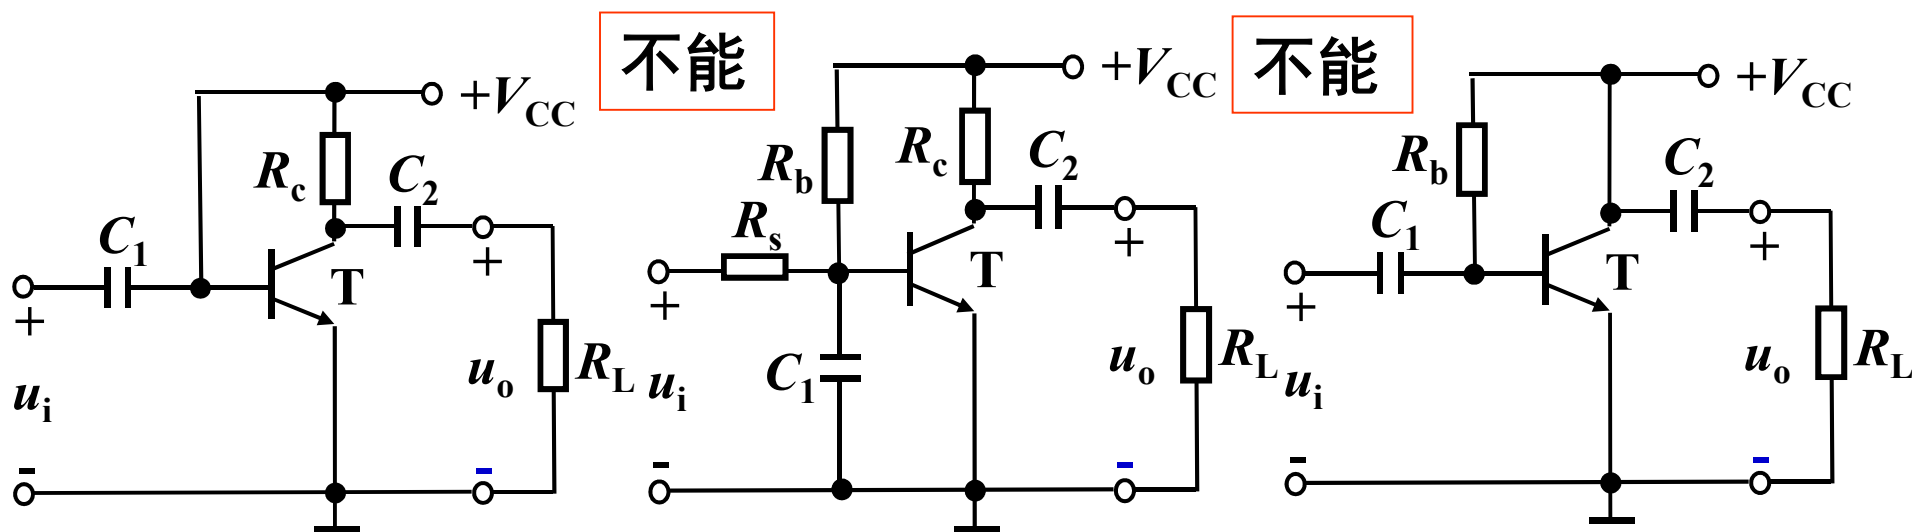 不能
不能
+VCC
Rc
C2
C1
T
+
+
uo
RL
ui
-
-
+VCC
Rb
Rc
C2
Rs
T
+
+
C1
uo
RL
ui
-
-
+VCC
Rb
C2
C1
T
+
+
uo
RL
ui
-
-